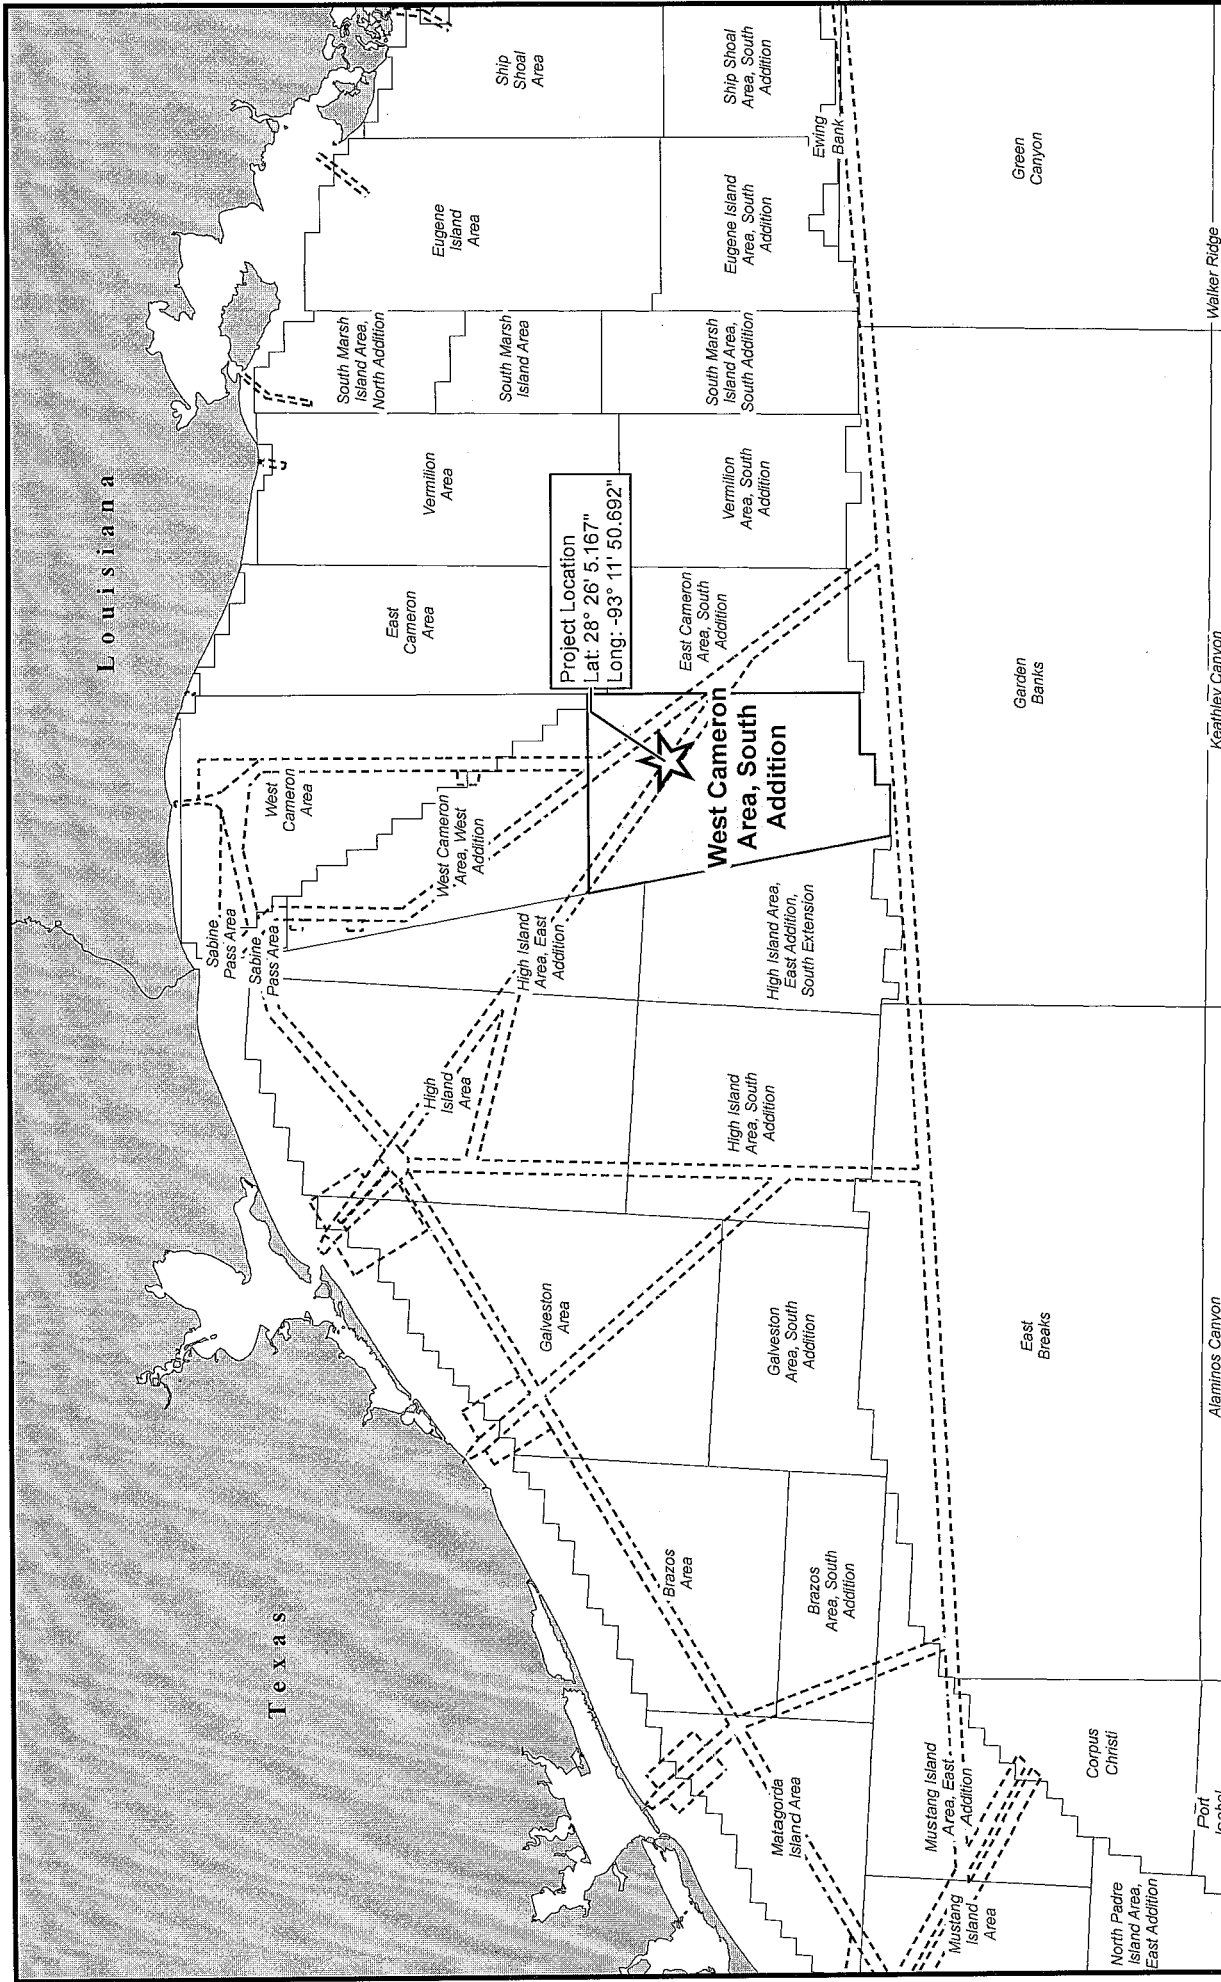 Louisiana
Texas
Ship
Shoal
Area
Ship Shoal
Area, South
Addition
Ewing
Bank
Green
Canyon
Walker Ridge
Eugene
Island
Area
Eugene Island
Area, South
Addition
South Marsh
Island Area,
North Addition
South Marsh
Island Area
South Marsh
Island Area,
South Addition
Vermilion
Area
Vermilion
Area, South
Addition
Project Location
Lat: 28° 26' 5.167"
Long: -93° 11' 50.692"
East
Cameron
Area
East Cameron
Area, South
Addition
Garden
Banks
Keathley Canyon
West
Cameron
Area
West Cameron
Area, West
Addition
West Cameron
Area, South
Addition
Sabine
Pass Area
Sabine
Pass Area
High Island
Area, East
Addition
High Island Area,
East Addition,
South Extension
High
Island
Area
High Island
Area, South
Addition
Galveston
Area
Galveston
Area, South
Addition
East
Breaks
Alaminos Canyon
Brazos
Area
Brazos
Area, South
Addition
Matagorda
Island Area
Mustang Island
Area, East
Addition
Corpus
Christi
Port
Mustang
Island
Area
North Padre
Island Area,
East Addition